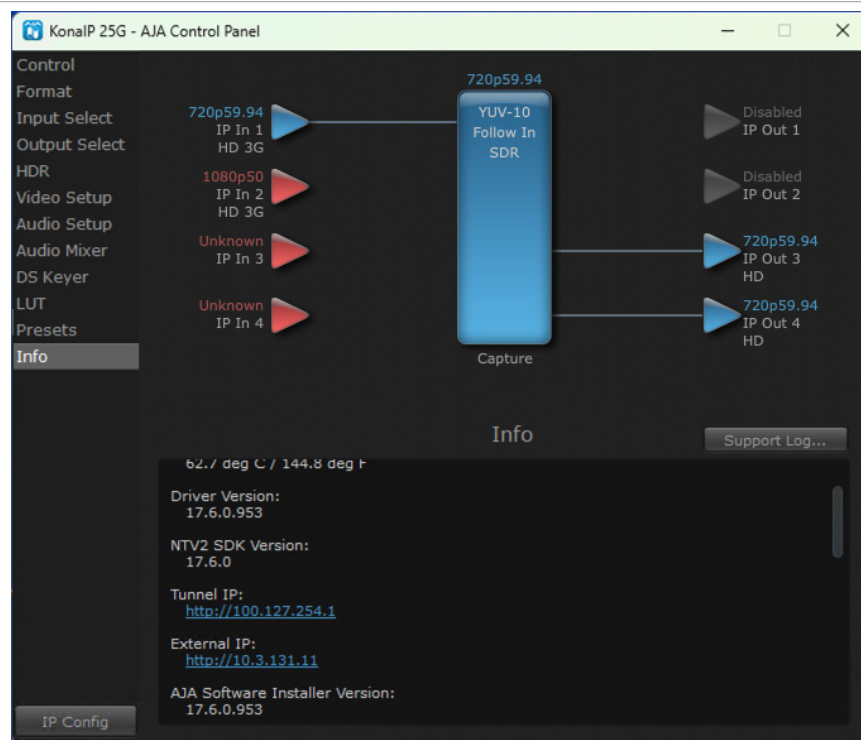 KonaIP 25G - AJA Control Panel
Control
Format
Input Select
Output Select
HDR
Video Setup
Audio Setup
Audio Mixer
DS Keyer
LUT
Presets
Info
IP Config
720p59.94
IP In 1
HD 3G
1080p50
IP In 2
HD 3G
Unknown
IP In 3
Unknown
IP In 4
720p59.94
YUV-10
Follow In
SDR
Capture
Disabled
IP Out 1
Disabled
IP Out 2
720p59.94
IP Out 3
HD
720p59.94
IP Out 4
HD
Info
Support Log...
62.7 deg C / 144.8 deg F
Driver Version:
17.6.0.953
NTV2 SDK Version:
17.6.0
Tunnel IP:
http://100.127.254.1
External IP:
http://10.3.131.11
AJA Software Installer Version:
17.6.0.953